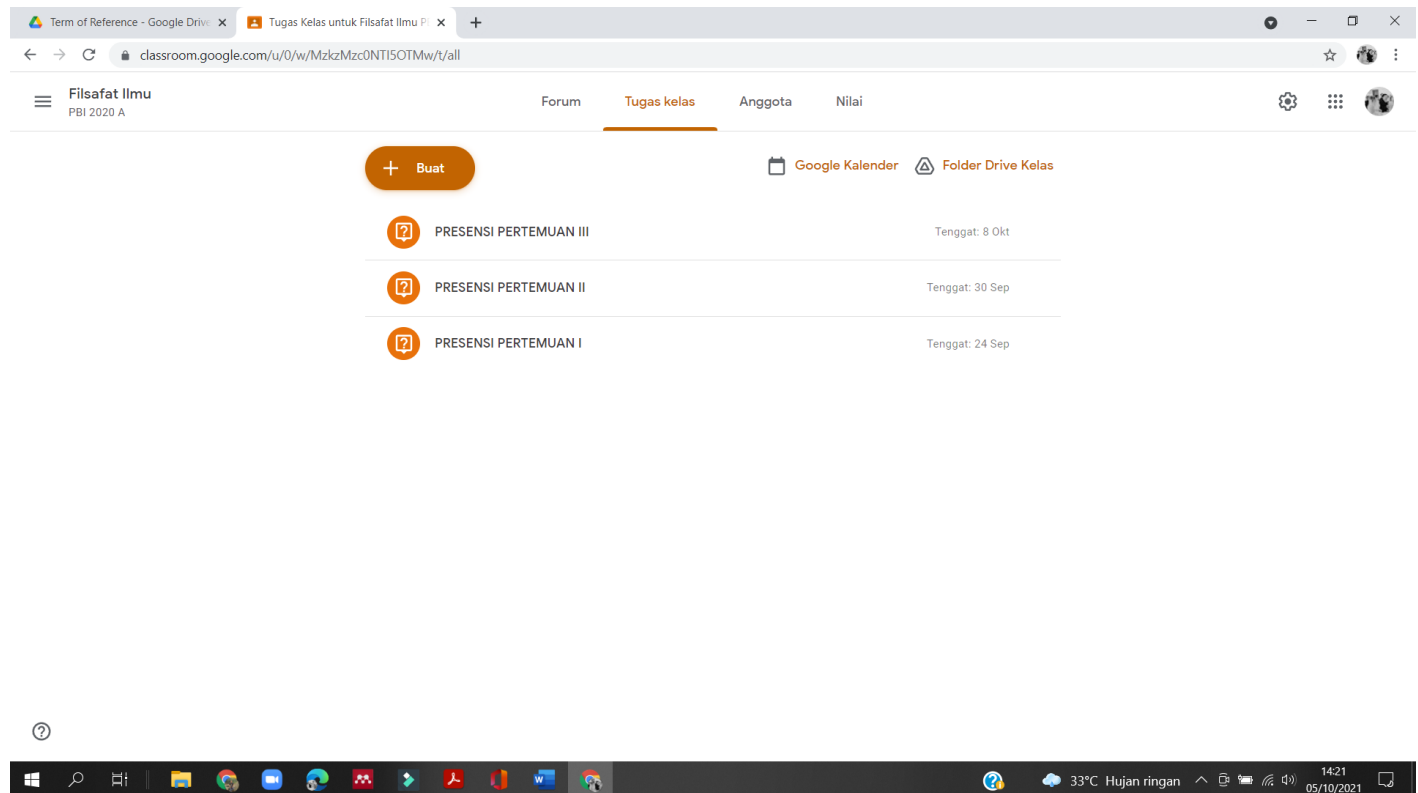 Term of Reference - Google Drive
Tugas Kelas untuk Filsafat Ilmu P
classroom.google.com/u/0/w/MzkzMzc0NTI5OTMw/t/all
Filsafat Ilmu
PBI 2020 A
Forum Tugas kelas Anggota Nilai
Buat
Google Kalender Folder Drive Kelas
PRESENSI PERTEMUAN III Tenggat: 8 Okt
PRESENSI PERTEMUAN II Tenggat: 30 Sep
PRESENSI PERTEMUAN I Tenggat: 24 Sep
33°C Hujan ringan
14:21
05/10/2021